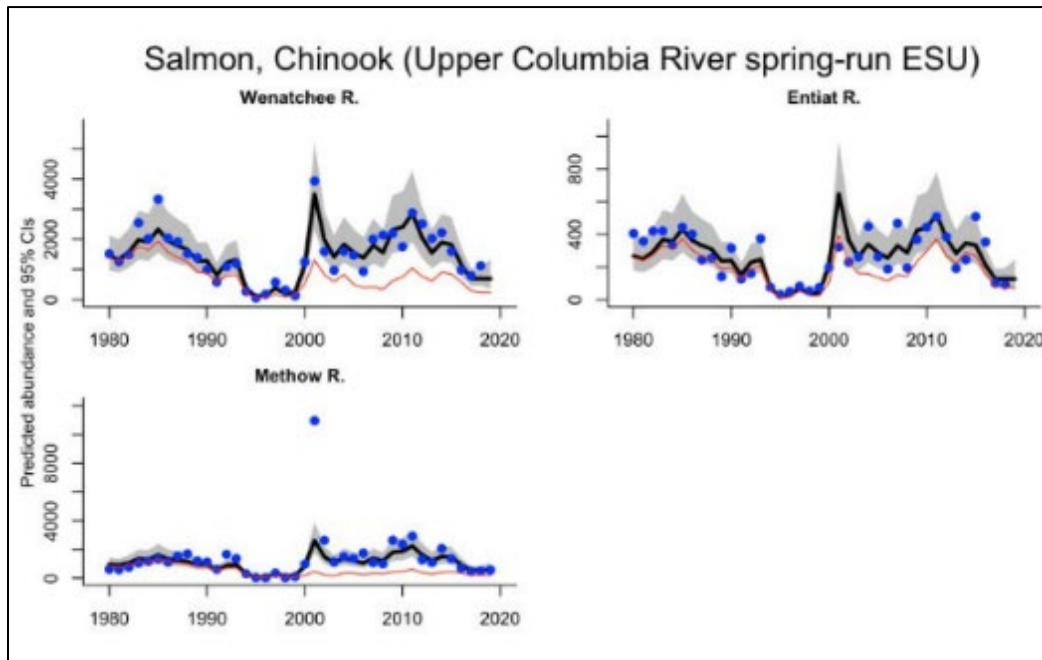 Salmon, Chinook (Upper Columbia River spring-run ESU)
Wenatchee R.
Entiat R.
Predicted abundance and 95% CIs
4000
2000
0
1980 1990 2000 2010 2020
800
400
0
1980 1990 2000 2010 2020
Methow R.
8000
4000
0
1980 1990 2000 2010 2020